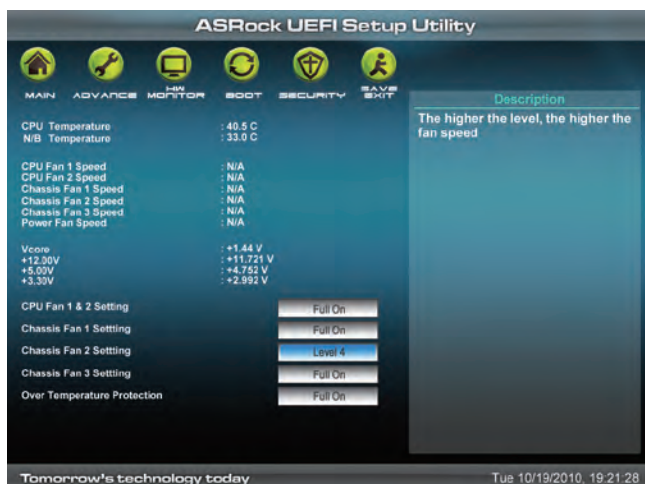 ASRock UEFI Setup Utility
MAIN ADVANCE HW MONITOR BOOT SECURITY SAVE EXIT
Description
The higher the level, the higher the
fan speed
CPU Temperature : 40.5 C
N/B Temperature : 33.0 C
CPU Fan 1 Speed : N/A
CPU Fan 2 Speed : N/A
Chassis Fan 1 Speed : N/A
Chassis Fan 2 Speed : N/A
Chassis Fan 3 Speed : N/A
Power Fan Speed : N/A
Vcore : +1.44 V
+12.00V : +11.721 V
+5.00V : +4.752 V
+3.30V : +2.992 V
CPU Fan 1 & 2 Setting Full On
Chassis Fan 1 Settting Full On
Chassis Fan 2 Settting Level 4
Chassis Fan 3 Settting Full On
Over Temperature Protection Full On
Tomorrow's technology today Tue 10/19/2010, 19:21:28